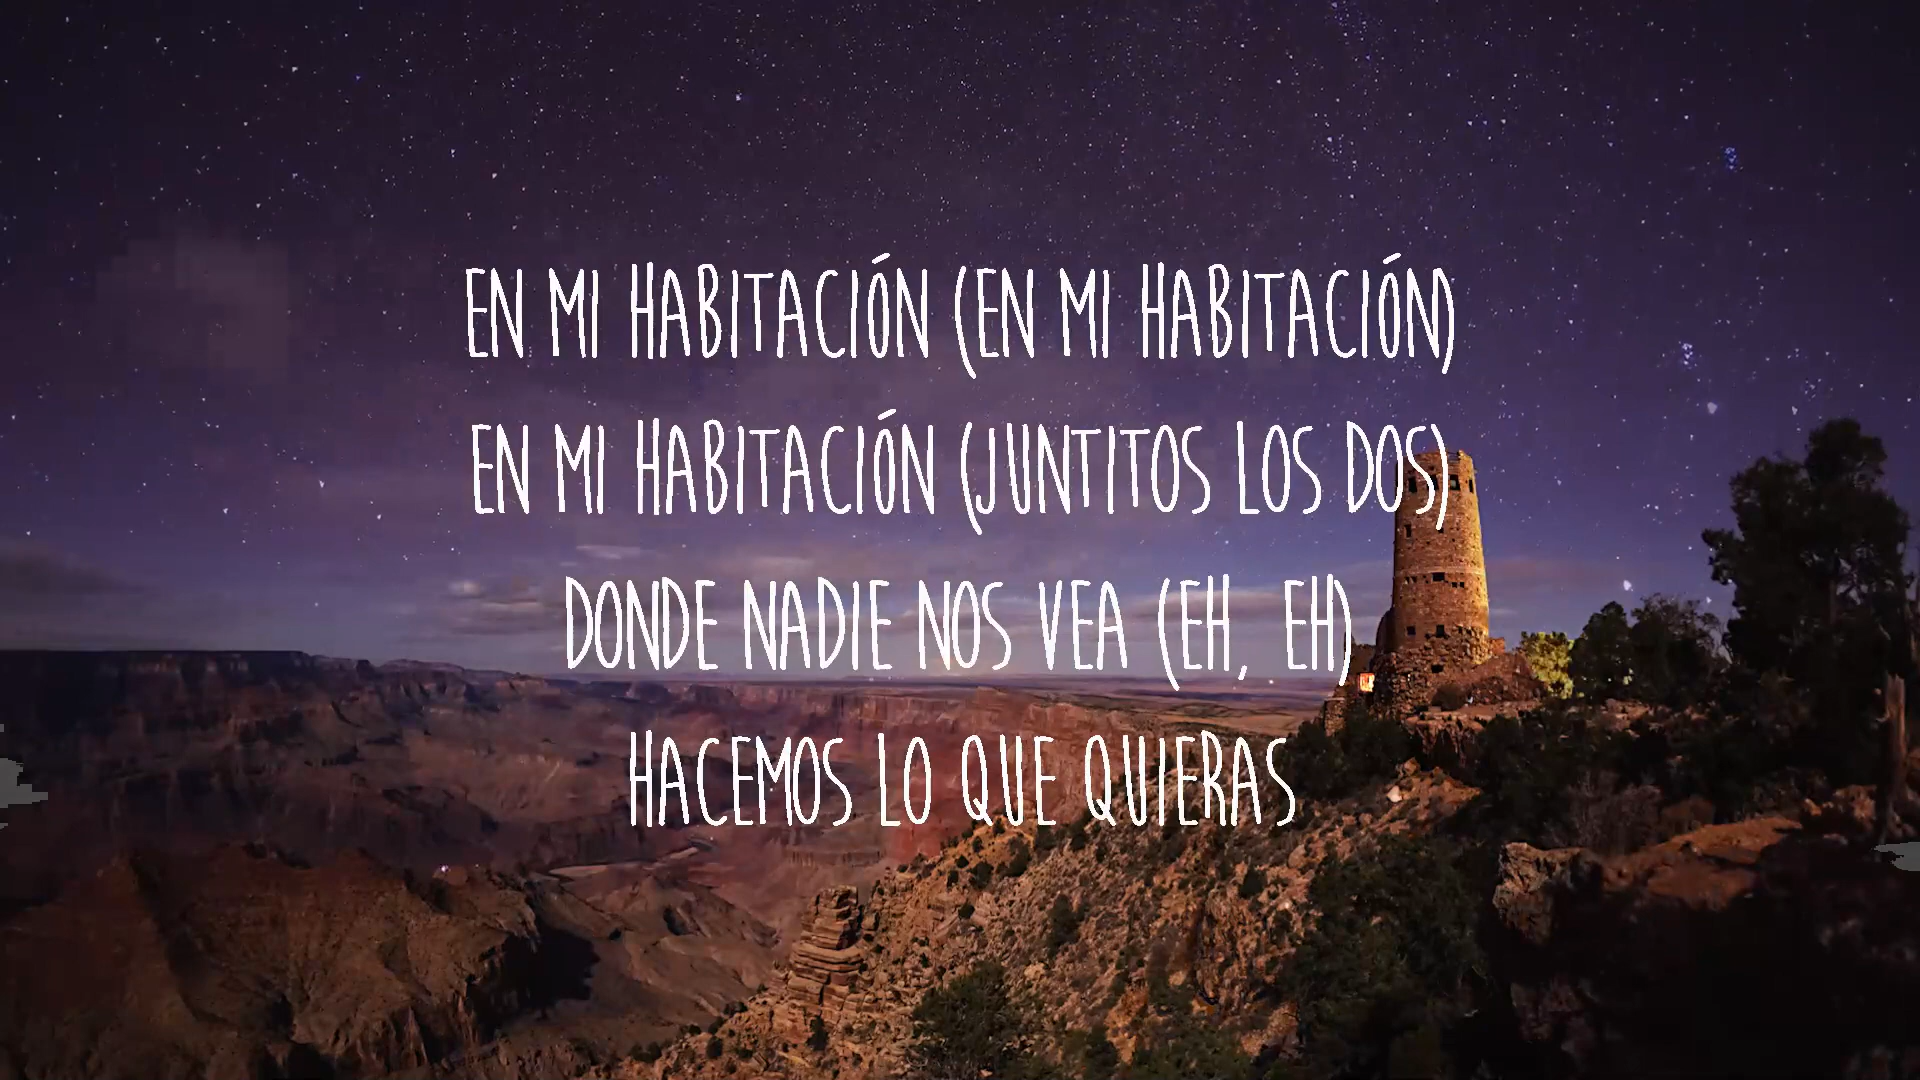 EN MI HABITACIÓN (EN MI HABITACIÓN)
EN MI HABITACIÓN (JUNTITOS LOS DOS)
DONDE NADIE NOS VEA (EH, EH)
HACEMOS LO QUE QUIERAS